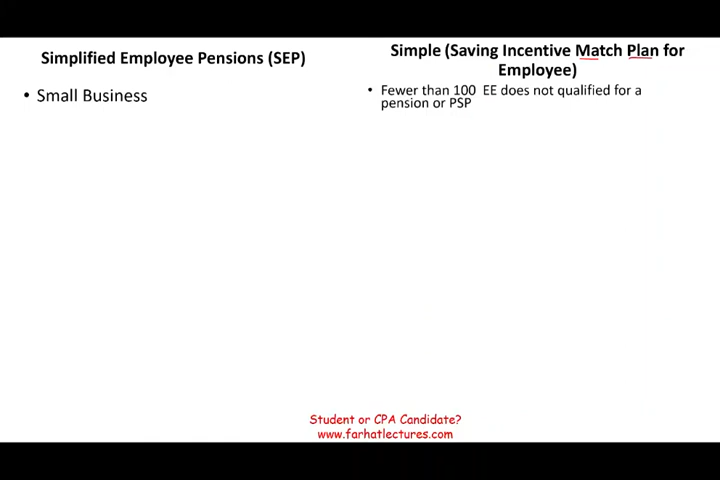 Simplified Employee Pensions (SEP)
• Small Business
Simple (Saving Incentive Match Plan for
Employee)
• Fewer than 100 EE does not qualified for a
pension or PSP
Student or CPA Candidate?
www.farhatlectures.com